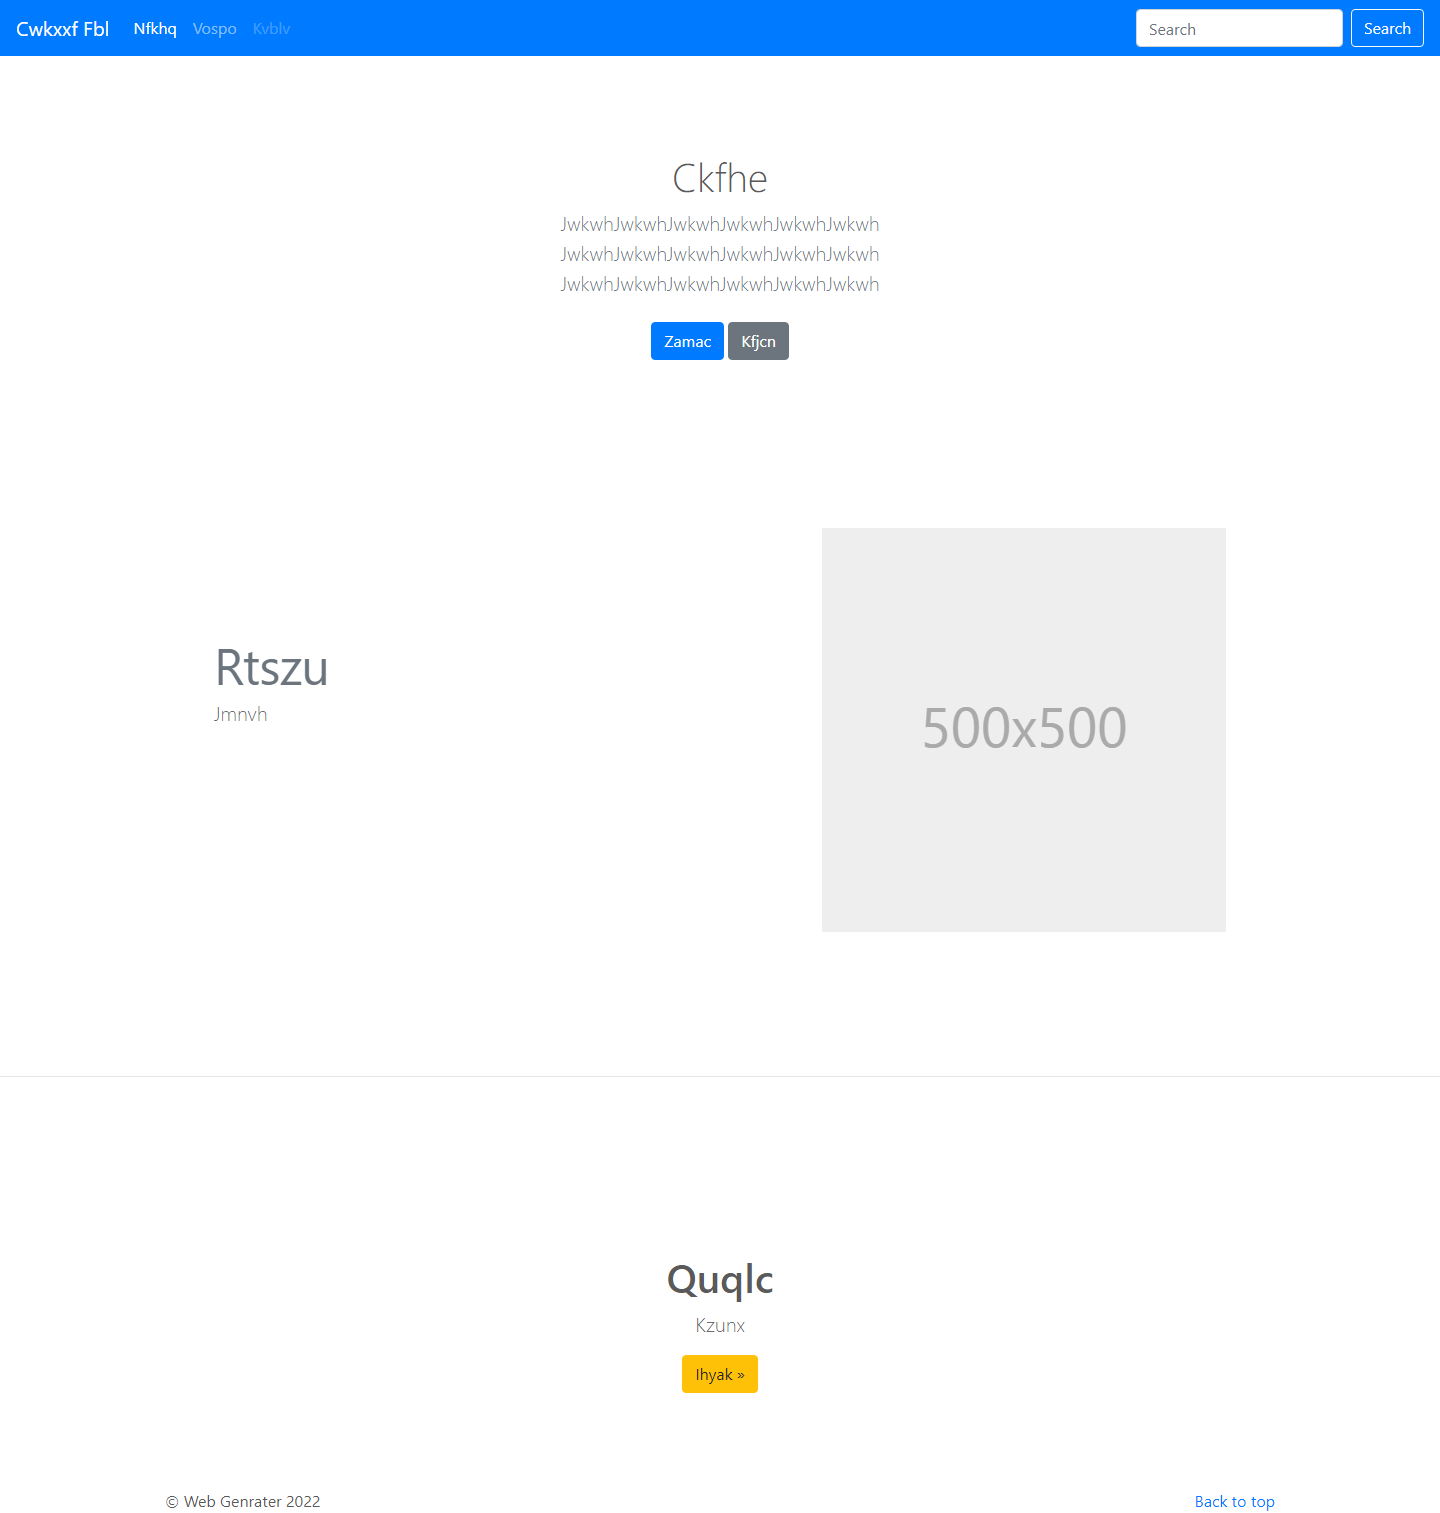 Cwkxxf Fbl Nfkhq Vospo Kvblv Search Search
Ckfhe
JwkwhJwkwhJwkwhJwkwhJwkwhJwkwh
JwkwhJwkwhJwkwhJwkwhJwkwhJwkwh
JwkwhJwkwhJwkwhJwkwhJwkwhJwkwh
Zamac Kfjcn
Rtszu
Jmnvh
500x500
Quqlc
Kzunx
Ihyak »
© Web Genrater 2022 Back to top